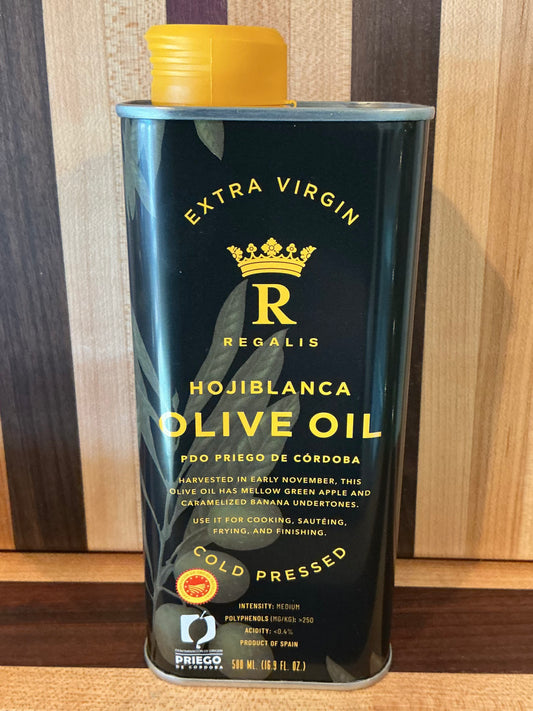 EXTRA VIRGIN
R
REGALIS
HOJIBLANCA
OLIVE OIL
PDO PRIEGO DE CÓRDOBA
HARVESTED IN EARLY NOVEMBER, THIS
OLIVE OIL HAS MELLOW GREEN APPLE AND
CARAMELIZED BANANA UNDERTONES.
USE IT FOR COOKING, SAUTÉING,
FRYING, AND FINISHING.
COLD PRESSED
INTENSITY: MEDIUM
POLYPHENOLS (MG/KG): >250
ACIDITY: <0.4%
PRODUCT OF SPAIN
PRIEGO
DE CÓRDOBA
500 ML. (16.9 FL. OZ.)